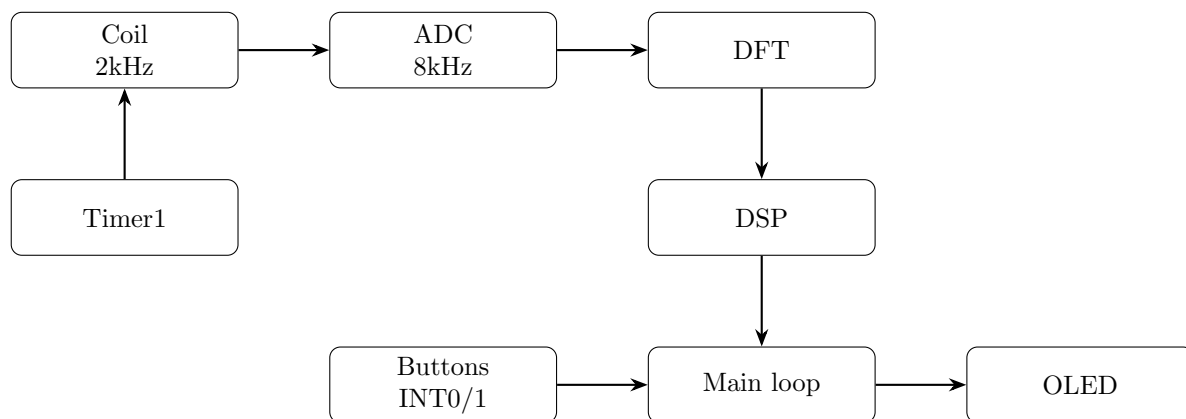 Coil
2kHz
ADC
8kHz
DFT
Timer1
DSP
Buttons
INT0/1
Main loop
OLED